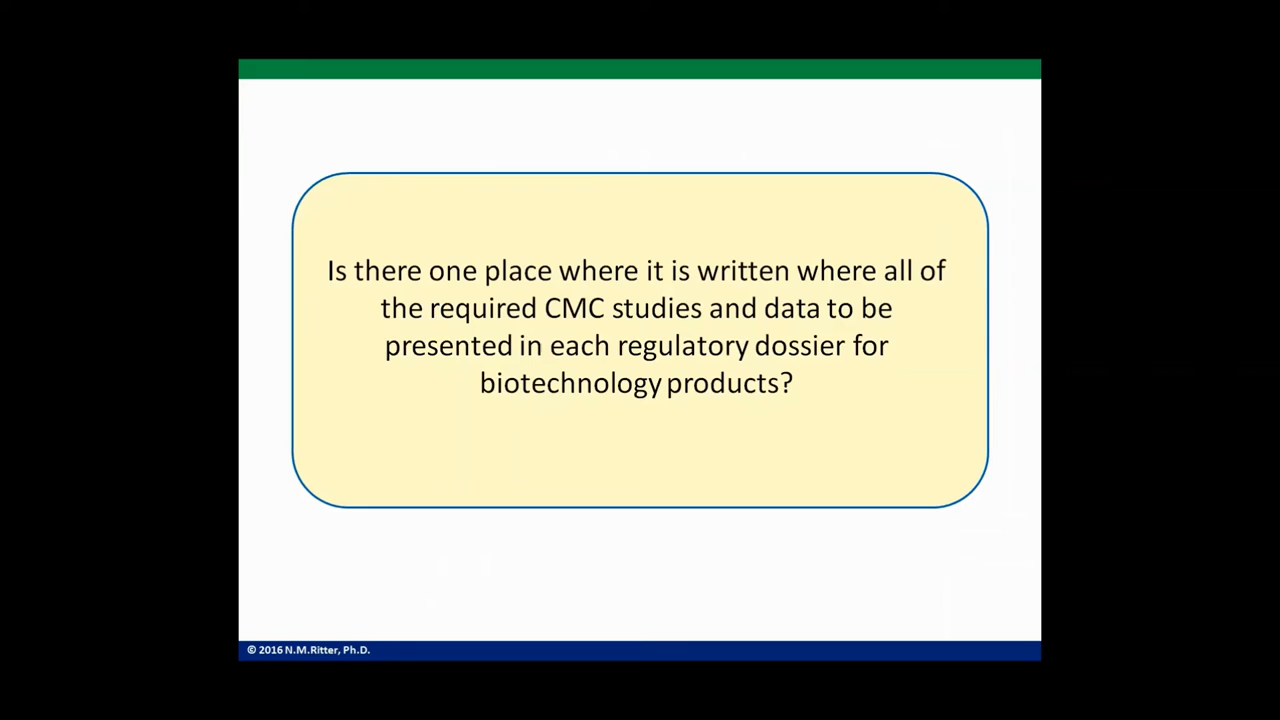 Is there one place where it is written where all of
the required CMC studies and data to be
presented in each regulatory dossier for
biotechnology products?
© 2016 N.M.Ritter, Ph.D.